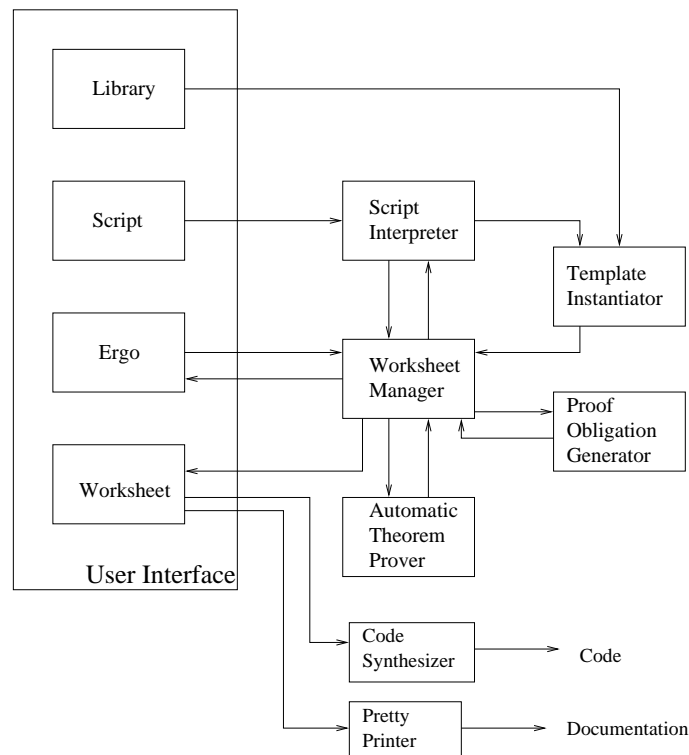 Library
Script
Script
Interpreter
Template
Instantiator
Ergo
Worksheet
Manager
Proof
Obligation
Generator
Worksheet
Automatic
Theorem
Prover
User Interface
Code
Synthesizer
Code
Pretty
Printer
Documentation